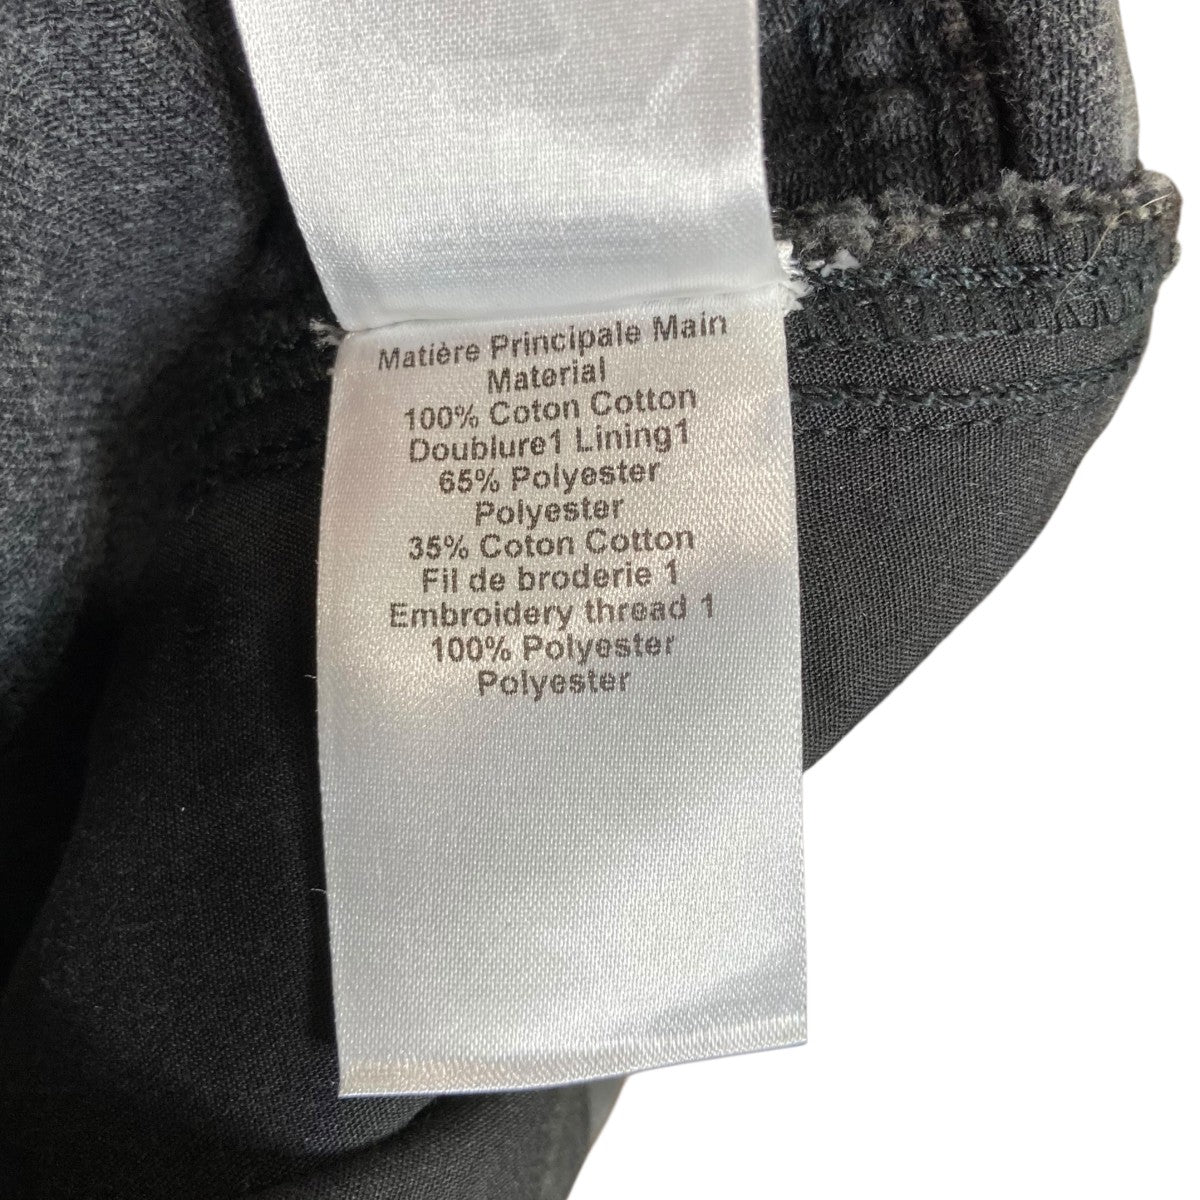 Matière Principale Main
Material
100% Coton Cotton
Doublure1 Lining1
65% Polyester
Polyester
35% Coton Cotton
Fil de broderie 1
Embroidery thread 1
100% Polyester
Polyester